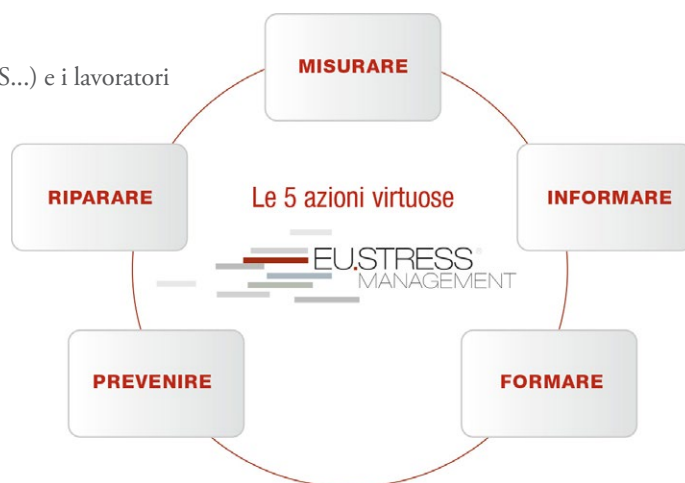 MISURARE
S...) e i lavoratori
RIPARARE
Le 5 azioni virtuose
INFORMARE
EU.STRESS®
MANAGEMENT
PREVENIRE
FORMARE